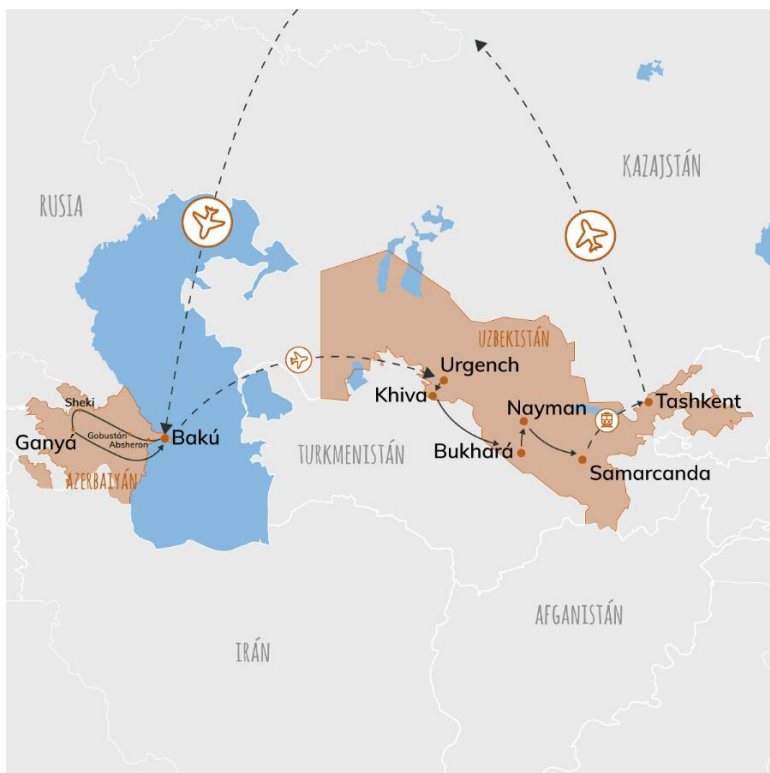 KAZAJSTÁN
RUSIA
UZBEKISTÁN
Urgench
Khiva
Sheki
Tashkent
Nayman
Gobustán
Absheron
Bakú
Ganyá
Bukhará
TURKMENISTÁN
Samarcanda
AZERBAIYÁN
AFGANISTÁN
IRÁN